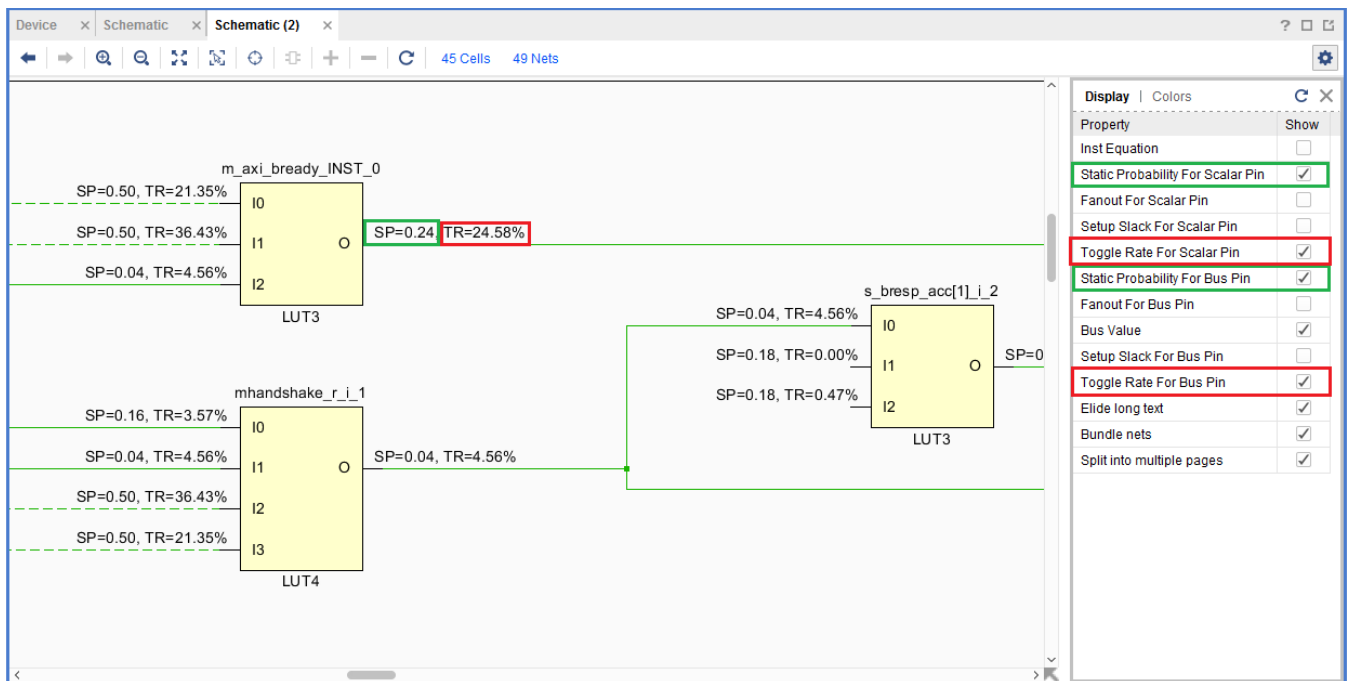 Device × Schematic × Schematic (2) ×
45 Cells 49 Nets
m_axi_bready_INST_0
SP=0.50, TR=21.35%
I0
SP=0.50, TR=36.43%
I1
O
SP=0.24, TR=24.58%
SP=0.04, TR=4.56%
I2
LUT3
s_bresp_acc[1]_i_2
SP=0.04, TR=4.56%
I0
SP=0.18, TR=0.00%
I1
O
SP=0
SP=0.18, TR=0.47%
I2
LUT3
mhandshake_r_i_1
SP=0.16, TR=3.57%
I0
SP=0.04, TR=4.56%
I1
O
SP=0.04, TR=4.56%
SP=0.50, TR=36.43%
I2
SP=0.50, TR=21.35%
I3
LUT4
Display | Colors
Property Show
Inst Equation
Static Probability For Scalar Pin
Fanout For Scalar Pin
Setup Slack For Scalar Pin
Toggle Rate For Scalar Pin
Static Probability For Bus Pin
Fanout For Bus Pin
Bus Value
Setup Slack For Bus Pin
Toggle Rate For Bus Pin
Elide long text
Bundle nets
Split into multiple pages